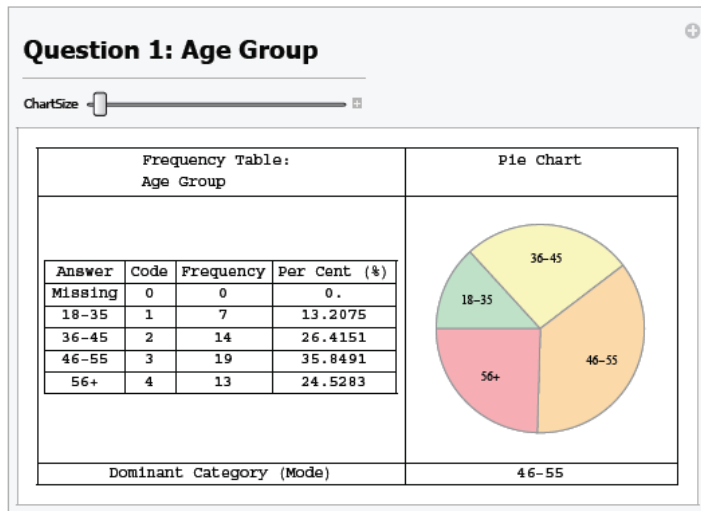 Question 1: Age Group
ChartSize
Frequency Table:
Age Group
Pie Chart
Answer Code Frequency Per Cent (%)
Missing 0 0 0.
18-35 1 7 13.2075
36-45 2 14 26.4151
46-55 3 19 35.8491
56+ 4 13 24.5283
36-45
18-35
46-55
56+
Dominant Category (Mode) 46-55